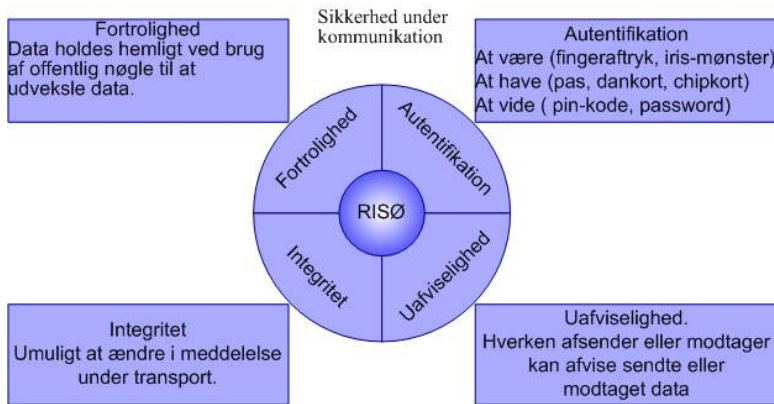 Sikkerhed under
kommunikation
Fortrolighed
Data holdes hemligt ved brug
af offentlig nøgle til at
udveksle data.
Autentifikation
At være (fingeraftryk, iris-mønster)
At have (pas, dankort, chipkort)
At vide ( pin-kode, password)
Fortrolighed
Autentifikation
RISØ
Integritet
Uafviselighed
Integritet
Umuligt at ændre i meddelelse
under transport.
Uafviselighed.
Hverken afsender eller modtager
kan afvise sendte eller
modtaget data